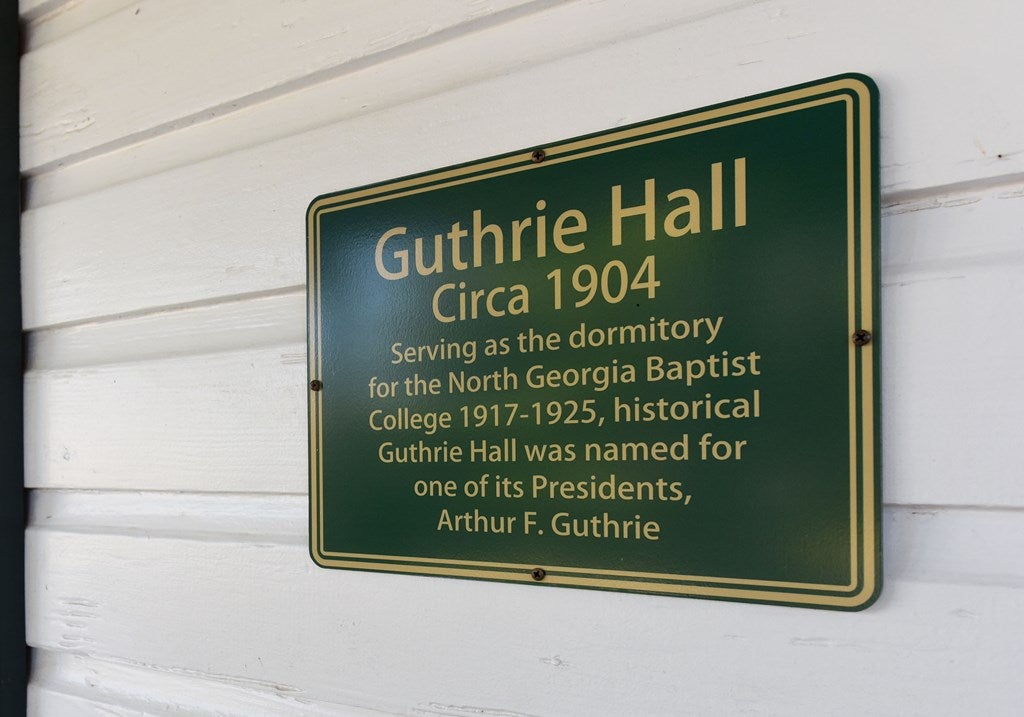 Guthrie Hall
Circa 1904
Serving as the dormitory
for the North Georgia Baptist
College 1917-1925, historical
Guthrie Hall was named for
one of its Presidents,
Arthur F. Guthrie